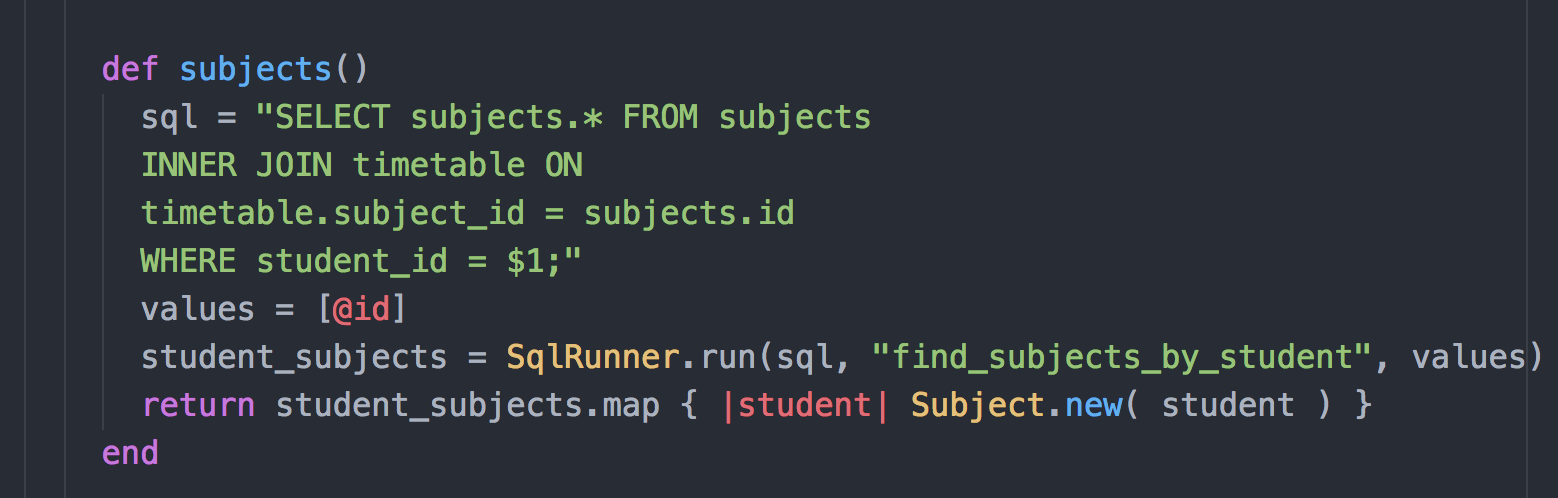 def subjects()
sql = "SELECT subjects.* FROM subjects
INNER JOIN timetable ON
timetable.subject_id = subjects.id
WHERE student_id = $1;"
values = [@id]
student_subjects = SqlRunner.run(sql, "find_subjects_by_student", values)
return student_subjects.map { |student| Subject.new( student ) }
end